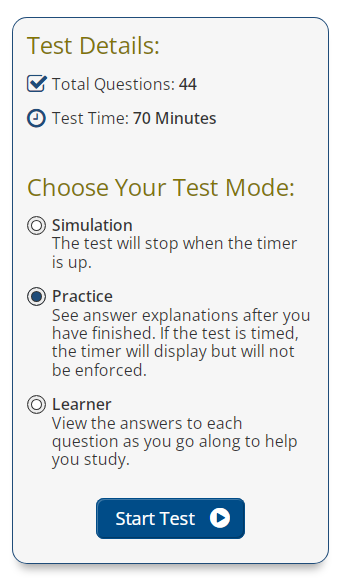 Test Details:
Total Questions: 44
Test Time: 70 Minutes
Choose Your Test Mode:
Simulation
The test will stop when the timer
is up.
Practice
See answer explanations after you
have finished. If the test is timed,
the timer will display but will not
be enforced.
Learner
View the answers to each
question as you go along to help
you study.
Start Test